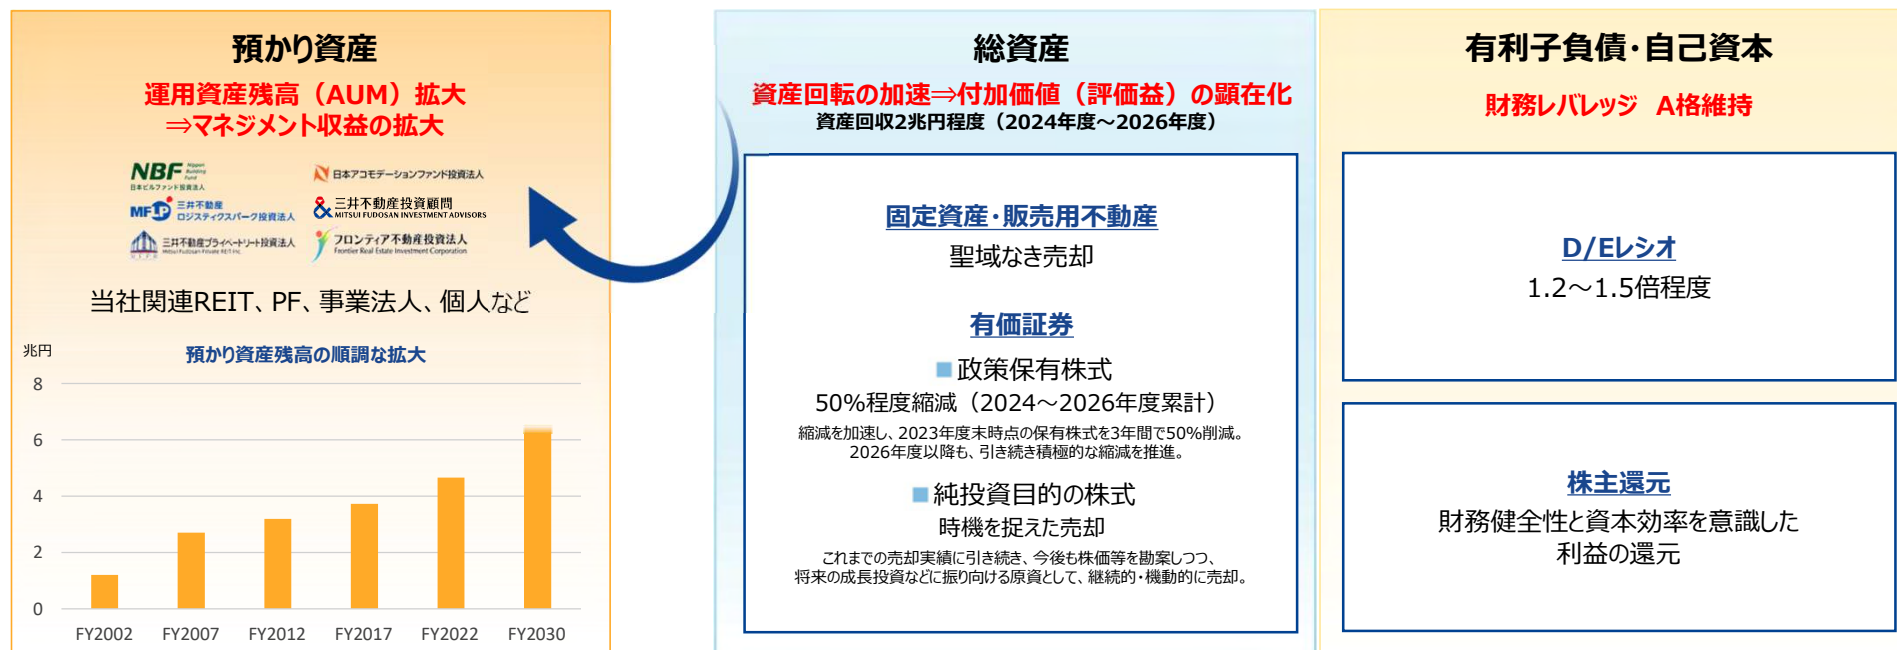 預かり資産
運用資産残高（AUM）拡大
⇒マネジメント収益の拡大
NBF Nippon Building Fund
日本ビルファンド投資法人
日本アコモデーションファンド投資法人
MFLP 三井不動産
ロジスティクスパーク投資法人
三井不動産投資顧問
MITSUI FUDOSAN INVESTMENT ADVISORS
三井不動産プライベートリート投資法人
Mitsui Fudosan Private REIT Inc.
フロンティア不動産投資法人
Frontier Real Estate Investment Corporation
当社関連REIT、PF、事業法人、個人など
兆円
預かり資産残高の順調な拡大
8
6
4
2
0
FY2002 FY2007 FY2012 FY2017 FY2022 FY2030
総資産
資産回転の加速⇒付加価値（評価益）の顕在化
資産回収2兆円程度（2024年度～2026年度）
固定資産・販売用不動産
聖域なき売却
有価証券
■政策保有株式
50%程度縮減（2024～2026年度累計）
縮減を加速し、2023年度末時点の保有株式を3年間で50%削減。
2026年度以降も、引き続き積極的な縮減を推進。
■純投資目的の株式
時機を捉えた売却
これまでの売却実績に引き続き、今後も株価等を勘案しつつ、
将来の成長投資などに振り向ける原資として、継続的・機動的に売却。
有利子負債・自己資本
財務レバレッジ A格維持
D/Eレシオ
1.2～1.5倍程度
株主還元
財務健全性と資本効率を意識した
利益の還元